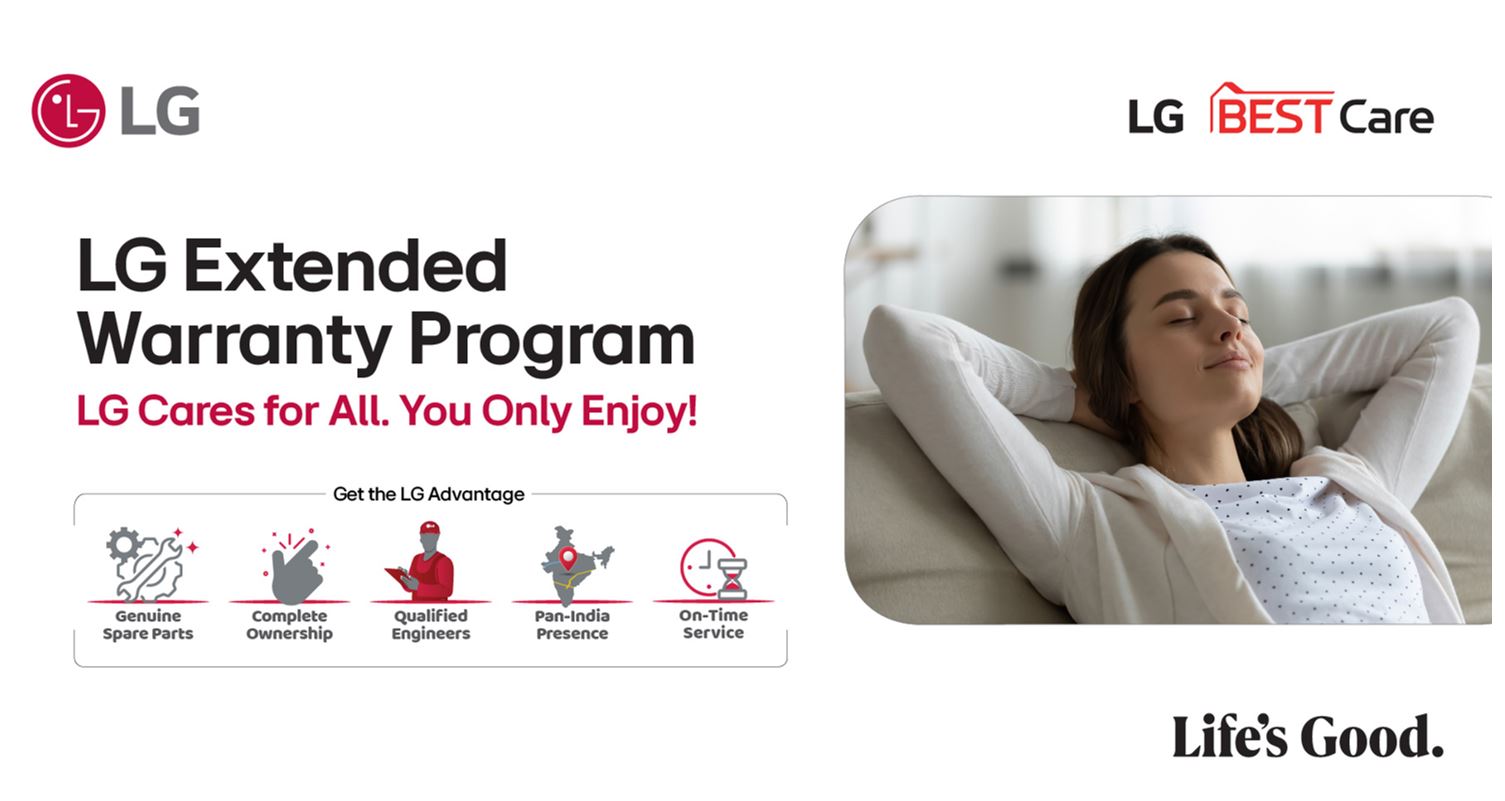 LG
LG BEST Care
LG Extended
Warranty Program
LG Cares for All. You Only Enjoy!
Get the LG Advantage
Genuine
Spare Parts
Complete
Ownership
Qualified
Engineers
Pan-India
Presence
On-Time
Service
Life's Good.